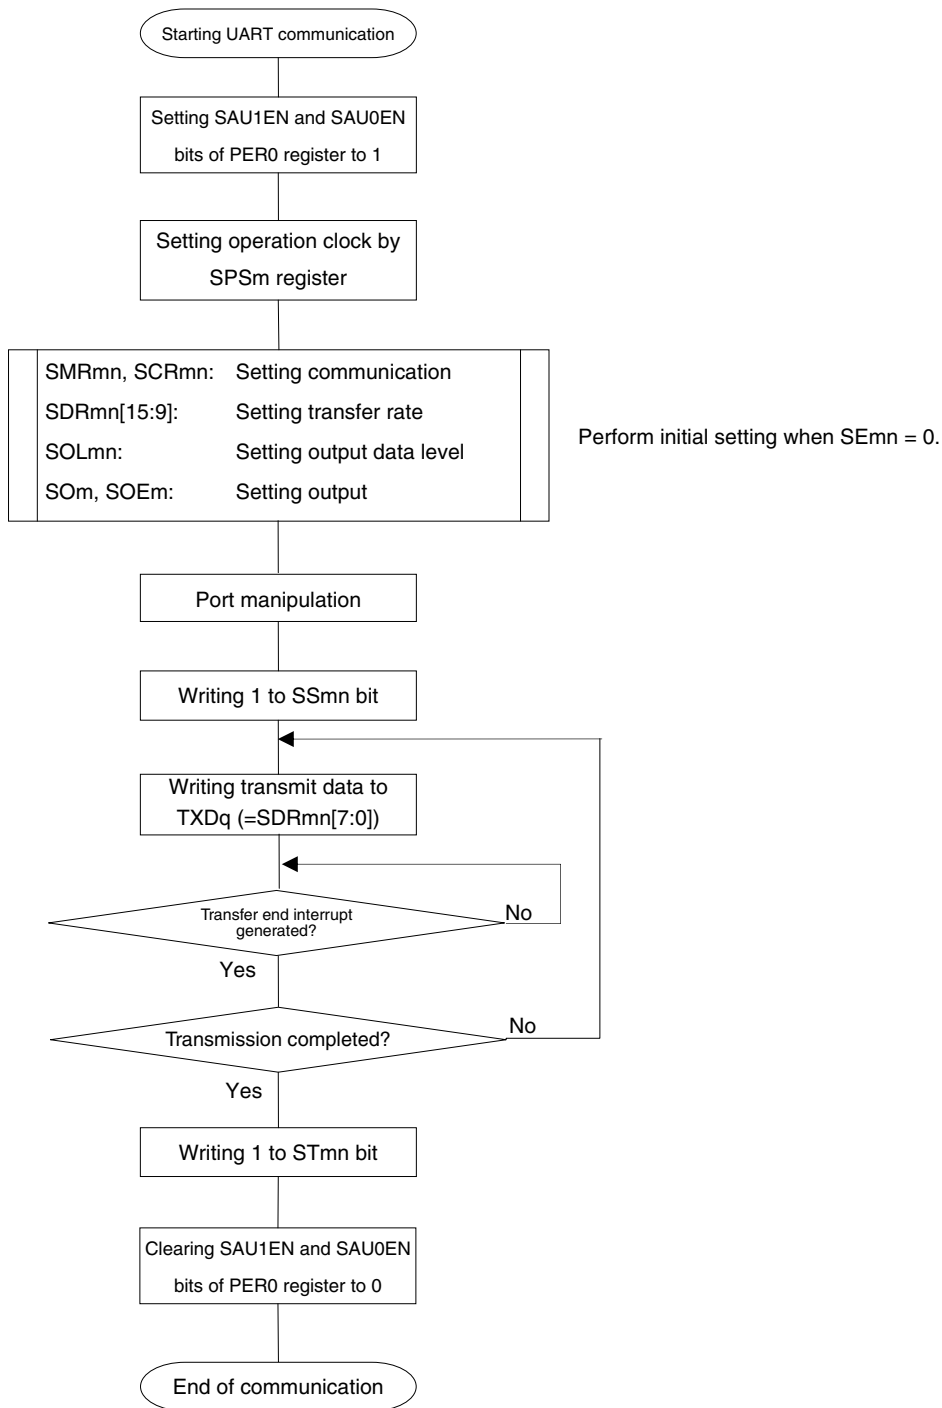 Starting UART communication
Setting SAU1EN and SAU0EN
bits of PER0 register to 1
Setting operation clock by
SPSm register
SMRmn, SCRmn: Setting communication
SDRmn[15:9]: Setting transfer rate
SOLmn: Setting output data level
SOm, SOEm: Setting output
Perform initial setting when SEmn = 0.
Port manipulation
Writing 1 to SSmn bit
Writing transmit data to
TXDq (=SDRmn[7:0])
Transfer end interrupt
generated?
No
Yes
Transmission completed?
No
Yes
Writing 1 to STmn bit
Clearing SAU1EN and SAU0EN
bits of PER0 register to 0
End of communication